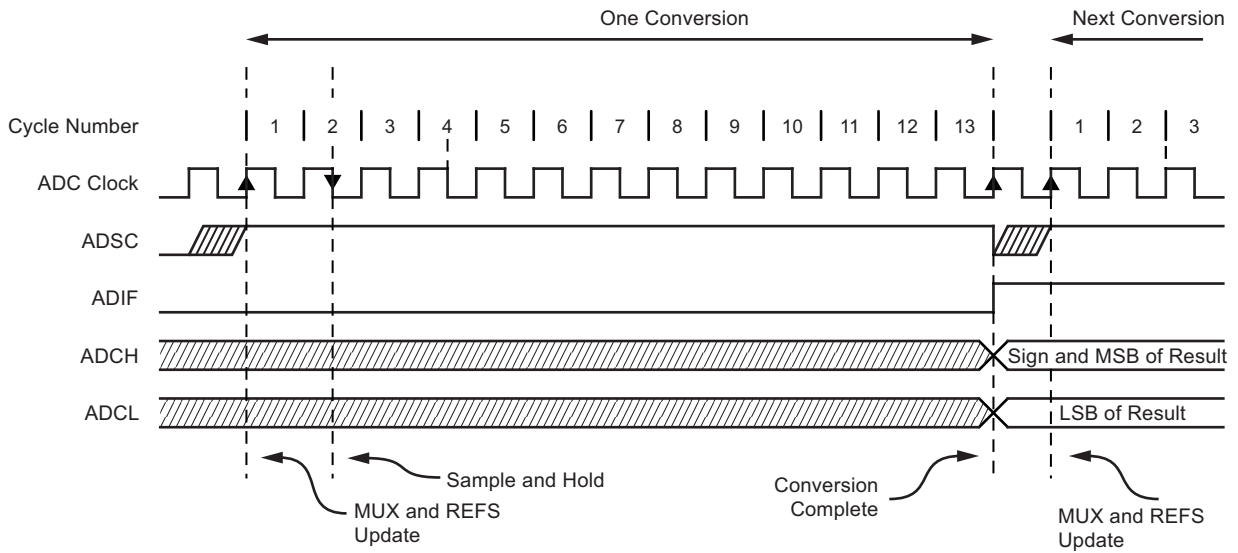 One Conversion
Next Conversion
Cycle Number 1 2 3 4 5 6 7 8 9 10 11 12 13 1 2 3
ADC Clock
ADSC
ADIF
ADCH
Sign and MSB of Result
ADCL
LSB of Result
Sample and Hold
MUX and REFS
Update
Conversion
Complete
MUX and REFS
Update